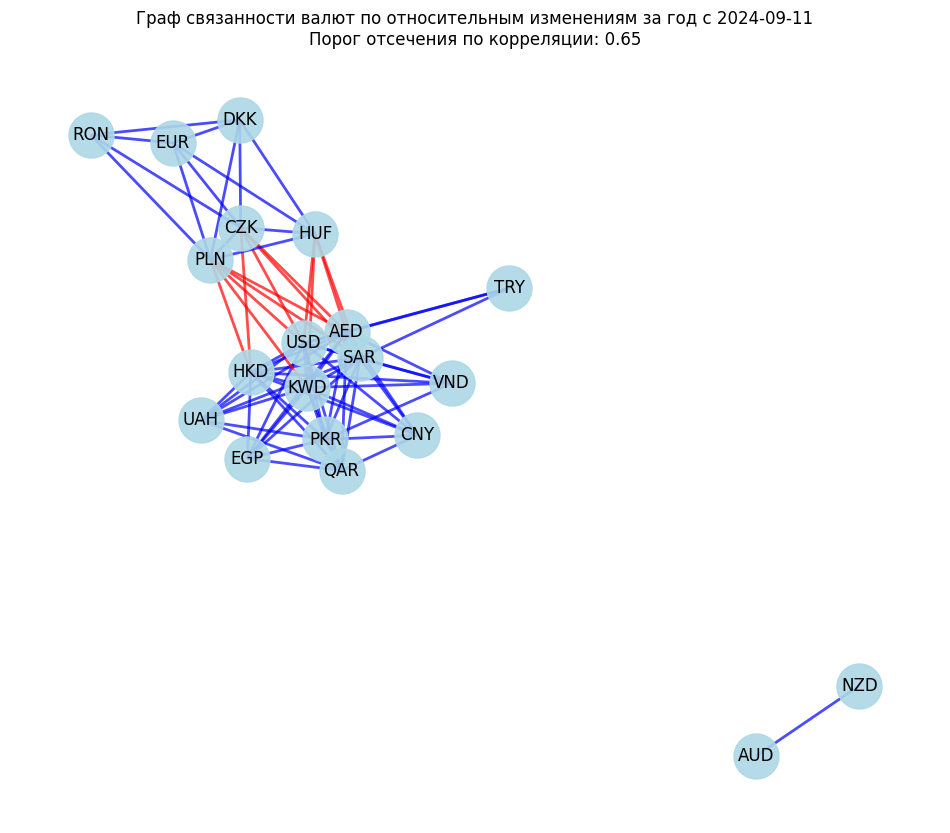 Граф связанности валют по относительным изменениям за год с 2024-09-11
Порог отсечения по корреляции: 0.65
DKK
RON
EUR
CZK
HUF
PLN
TRY
AED
USD
SAR
HKD
VND
KWD
UAH
CNY
PKR
EGP
QAR
NZD
AUD